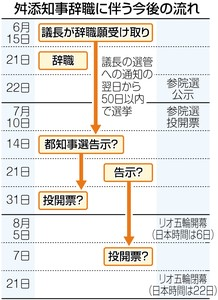 舛添知事辞職に伴う今後の流れ
6月
15日
議長が辞職願受け取り
21日
辞職
議長の選管
への通知の
翌日から
50日以内
で選挙
22日
参院選
公示
7月
10日
参院選
投開票
14日
都知事選告示?
21日
告示?
31日
投開票?
8月
5日
リオ五輪開幕
(日本時間は6日)
7日
投開票?
21日
リオ五輪閉幕
(日本時間は22日)